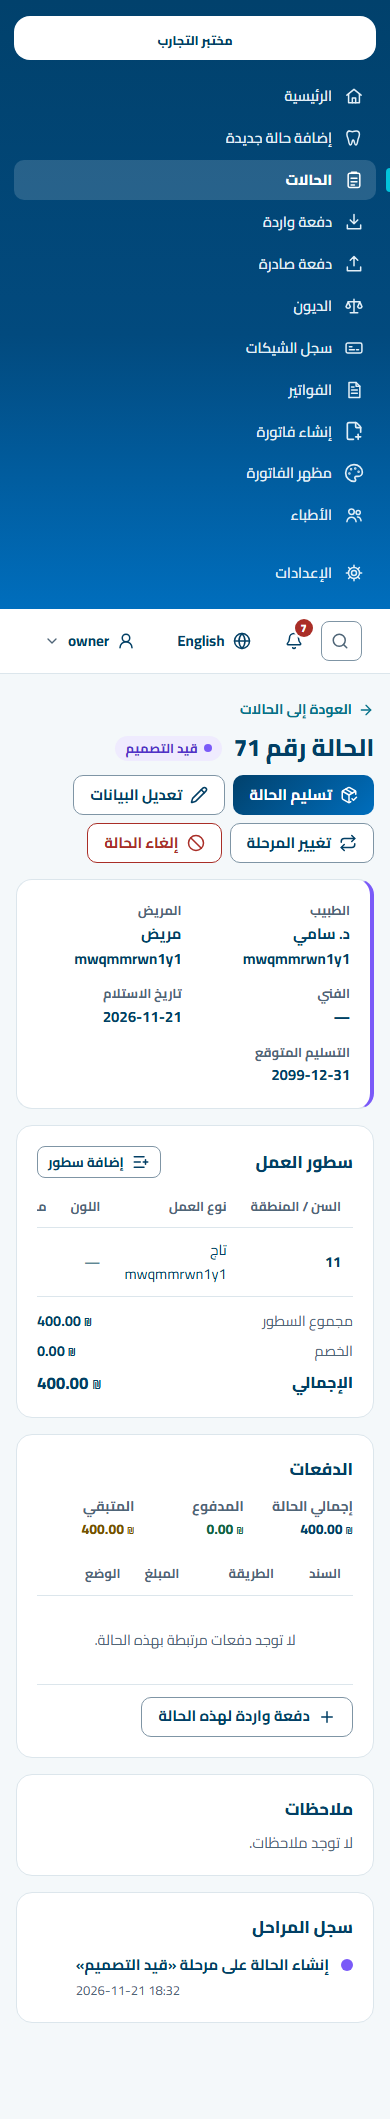 مختبر التجارب
الرئيسية
إضافة حالة جديدة
الحالات
دفعة واردة
دفعة صادرة
الديون
سجل الشيكات
الفواتير
إنشاء فاتورة
مظهر الفاتورة
الأطباء
الإعدادات
7
English
owner
العودة إلى الحالات
الحالة رقم 71
قيد التصميم
تسليم الحالة
تعديل البيانات
تغيير المرحلة
إلغاء الحالة
الطبيب
المريض
د. سامي
mwqmmrwn1y1
مريض
mwqmmrwn1y1
الفني
تاريخ الاستلام
—
2026-11-21
التسليم المتوقع
2099-12-31
سطور العمل
إضافة سطور
السن / المنطقة
نوع العمل
اللون
11
تاج
mwqmmrwn1y1
—
مجموع السطور
₪ 400.00
الخصم
₪ 0.00
الإجمالي
₪ 400.00
الدفعات
إجمالي الحالة
المدفوع
المتبقي
₪ 400.00
₪ 0.00
₪ 400.00
السند
الطريقة
المبلغ
الوضع
لا توجد دفعات مرتبطة بهذه الحالة.
دفعة واردة لهذه الحالة
ملاحظات
لا توجد ملاحظات.
سجل المراحل
إنشاء الحالة على مرحلة «قيد التصميم»
2026-11-21 18:32